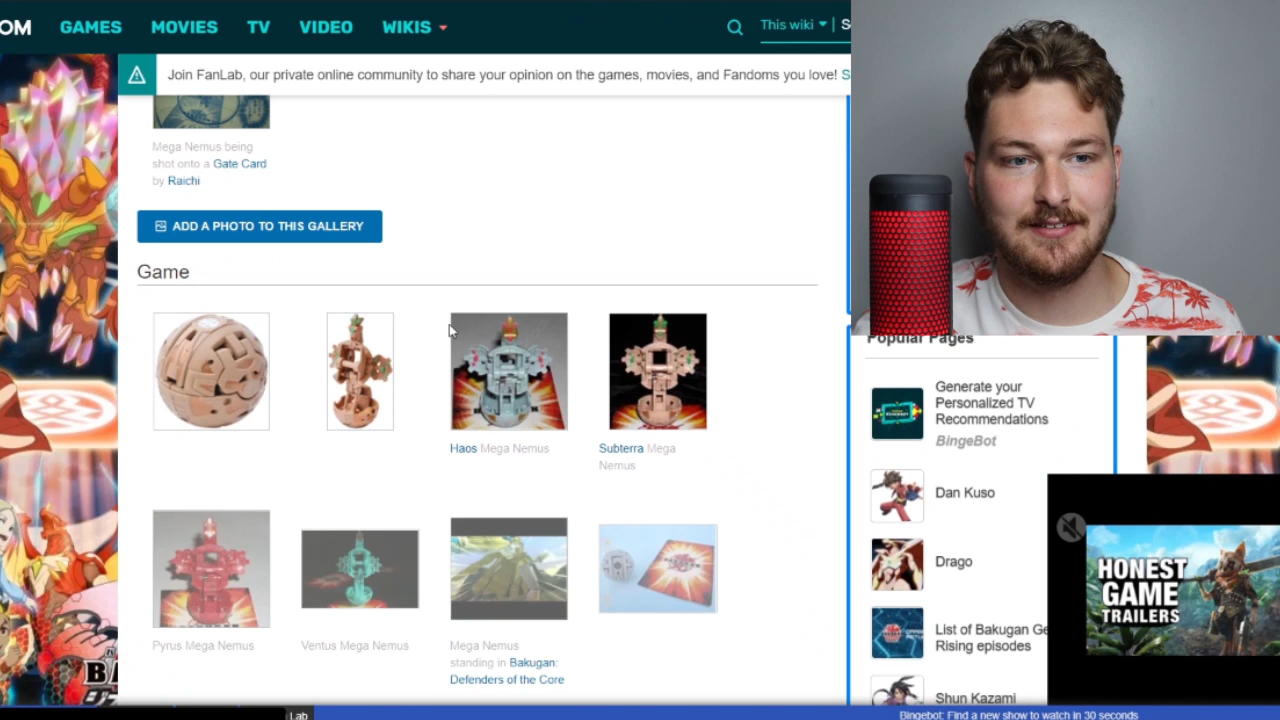 OM GAMES MOVIES TV VIDEO WIKIS This wiki S
Join FanLab, our private online community to share your opinion on the games, movies, and Fandoms you love! S
Mega Nemus being
shot onto a Gate Card
by Raichi
ADD A PHOTO TO THIS GALLERY
Game
Haos Mega Nemus
Subterra Mega
Nemus
Pyrus Mega Nemus
Ventus Mega Nemus
Mega Nemus
standing in Bakugan:
Defenders of the Core
Popular Pages
Generate your
Personalized TV
Recommendations
BingeBot
Dan Kuso
Drago
List of Bakugan Ge
Rising episodes
Shun Kazami
HONEST
GAME
TRAILERS
BA
Lab
Bingebot: Find a new show to watch in 30 seconds